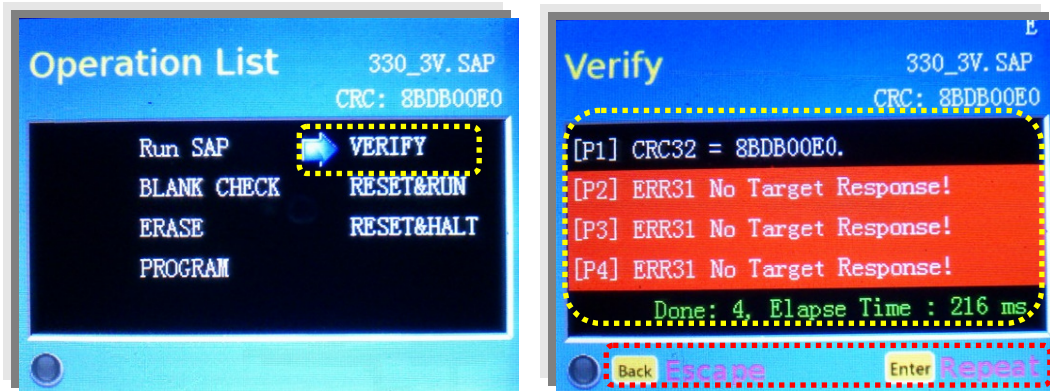 Operation List
330_3V.SAP
CRC: 8BDB00E0
Run SAP
VERIFY
BLANK CHECK
RESET&RUN
ERASE
RESET&HALT
PROGRAM
E
Verify
330_3V.SAP
CRC: 8BDB00E0
[P1] CRC32 = 8BDB00E0.
[P2] ERR31 No Target Response!
[P3] ERR31 No Target Response!
[P4] ERR31 No Target Response!
Done: 4, Elapse Time : 216 ms
Back Escape
Enter Repeat